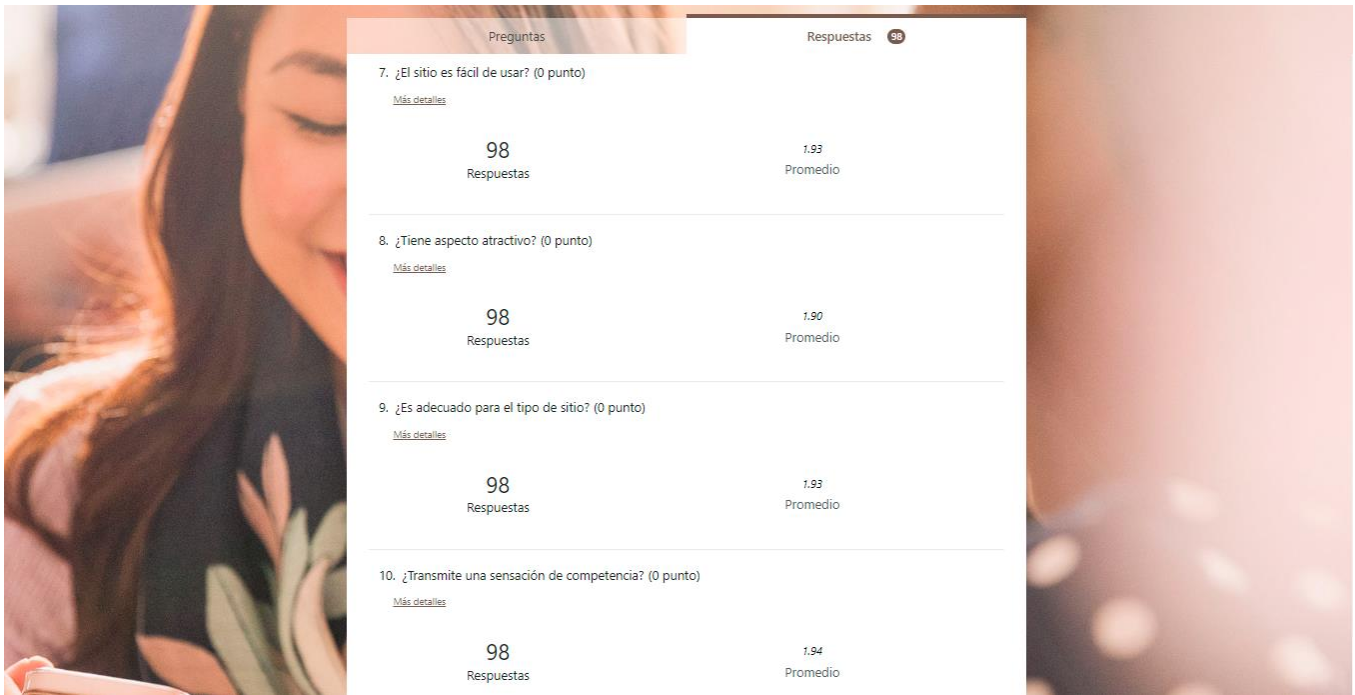 Preguntas
Respuestas 98
7. ¿El sitio es fácil de usar? (0 punto)
Más detalles
98
Respuestas
1.93
Promedio
8. ¿Tiene aspecto atractivo? (0 punto)
Más detalles
98
Respuestas
1.90
Promedio
9. ¿Es adecuado para el tipo de sitio? (0 punto)
Más detalles
98
Respuestas
1.93
Promedio
10. ¿Transmite una sensación de competencia? (0 punto)
Más detalles
98
Respuestas
1.94
Promedio